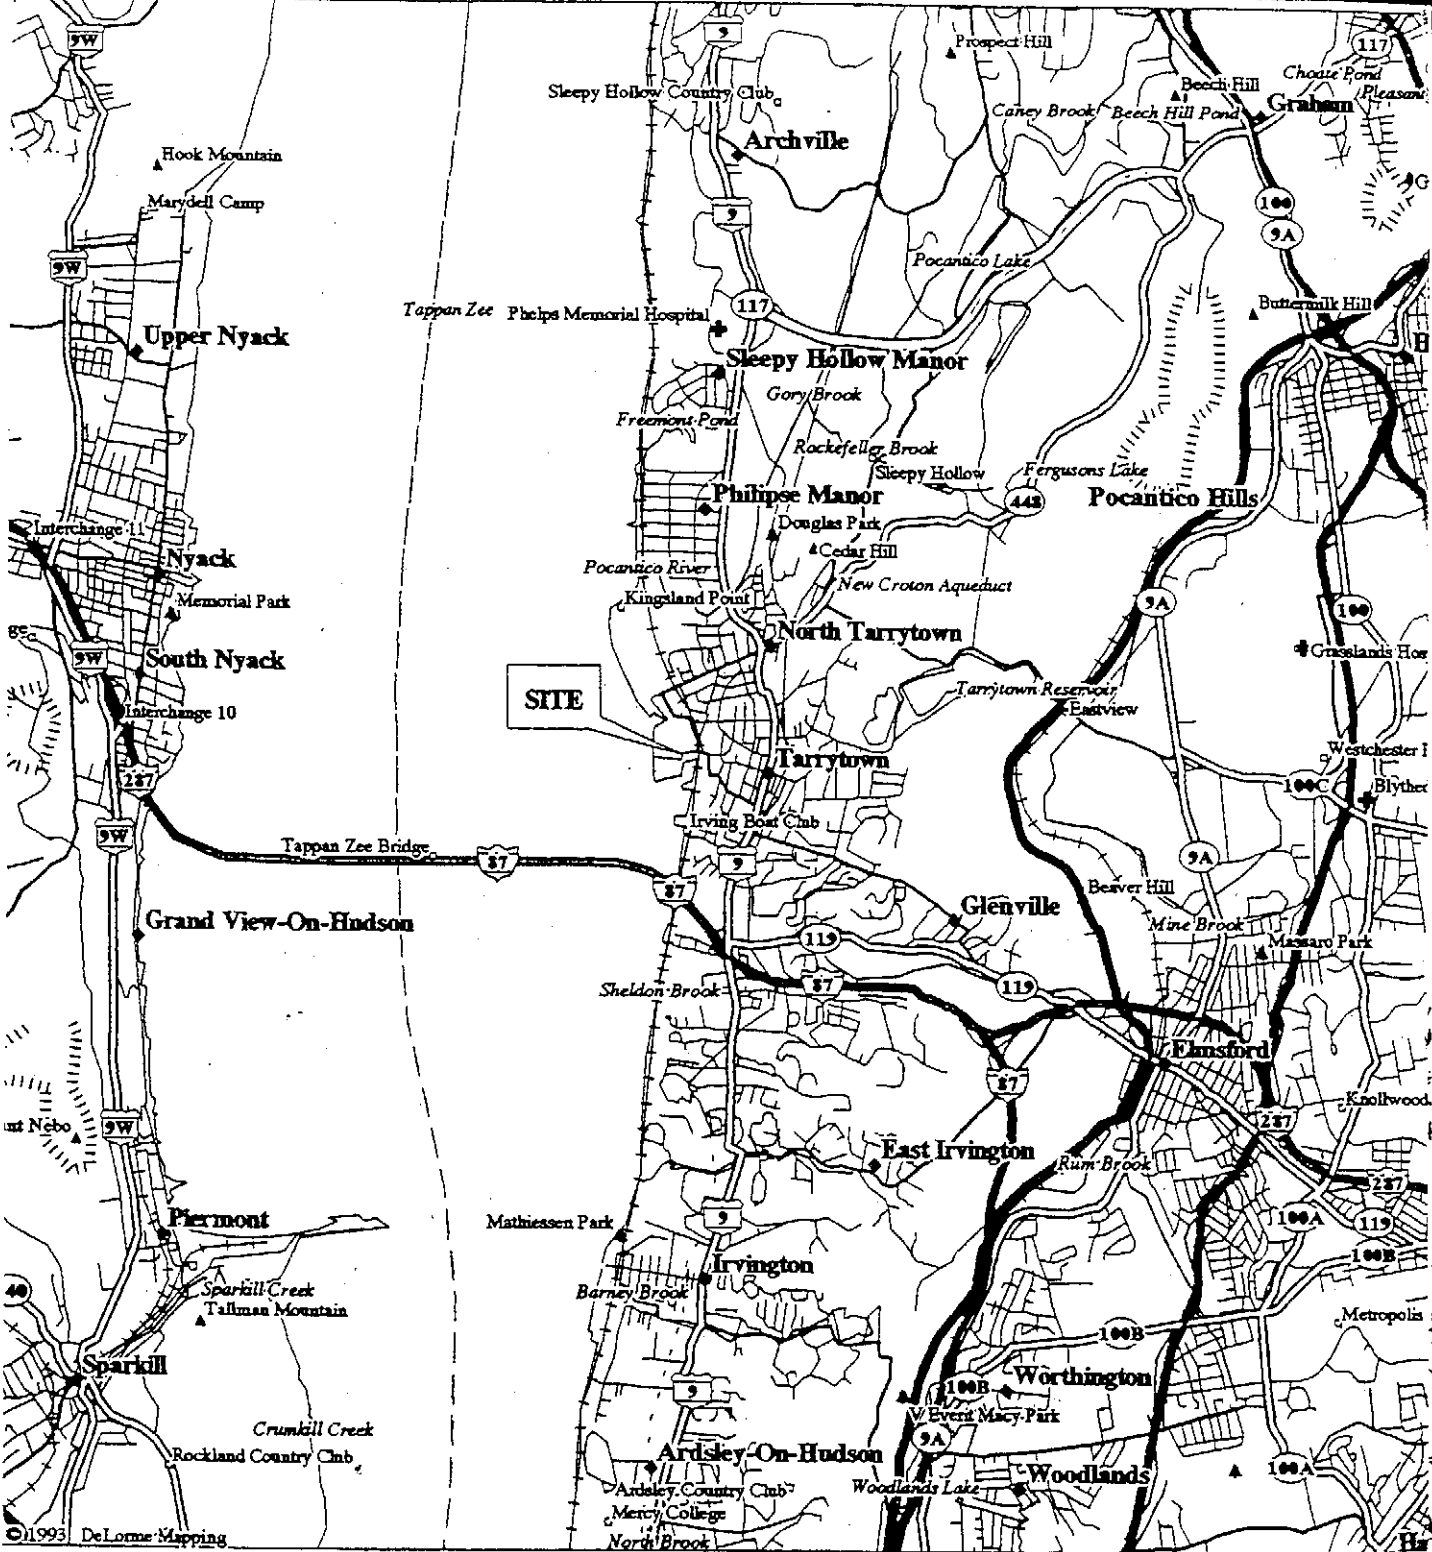 9W
9
Prospect Hill
117
Choate Pond
Sleepy Hollow Country Club
Beech Hill
Caney Brook
Beech Hill Pond
Graham
Archville
Hook Mountain
Marydell Camp
9
100
9A
9W
Pocantico Lake
Tappan Zee
Phelps Memorial Hospital
117
Buttermilk Hill
Upper Nyack
Sleepy Hollow Manor
Gory Brook
Freemont Pond
Rockefeller Brook
Sleepy Hollow
Fergusons Lake
Philipse Manor
448
Pocantico Hills
Interchange 11
Douglas Park
Nyack
Cedar Hill
Pocantico River
New Croton Aqueduct
Memorial Park
Kingsland Point
9A
100
North Tarrytown
9W
South Nyack
Grasslands Hos
SITE
Tarrytown Reservoir
Eastview
Interchange 10
Westchester
Tarrytown
287
100C
Blythe
Irving Boat Club
9W
Tappan Zee Bridge
87
9
9A
87
Beaver Hill
Glenville
Grand View-On-Hudson
Mine Brook
119
Massaro Park
Sheldon Brook
87
119
Elmsford
87
Knollwood
9W
nt Nebo
287
East Irvington
Rum Brook
287
Piermont
Mathiessen Park
9
100A
119
100B
Irvington
40
Sparkill Creek
Barney Brook
Tallman Mountain
Metropolis
100B
Sparkill
9
100B
Worthington
V Everit Macy Park
Crumkill Creek
9A
Rockland Country Club
Ardsley-On-Hudson
Woodlands
100A
Ardsley Country Club
Woodlands Lake
Mercy College
©1993 DeLorme Mapping
North Brook
Ha